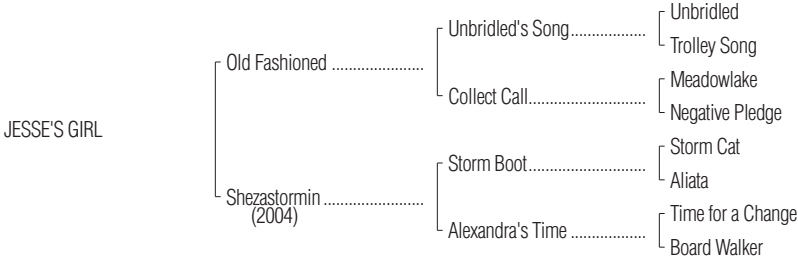 Unbridled
Unbridled's Song..................
Trolley Song
Old Fashioned ......................
Meadowlake
Collect Call............................
Negative Pledge
JESSE'S GIRL
Storm Cat
Storm Boot............................
Aliata
Shezastormin ........................
(2004)
Time for a Change
Alexandra's Time ..................
Board Walker